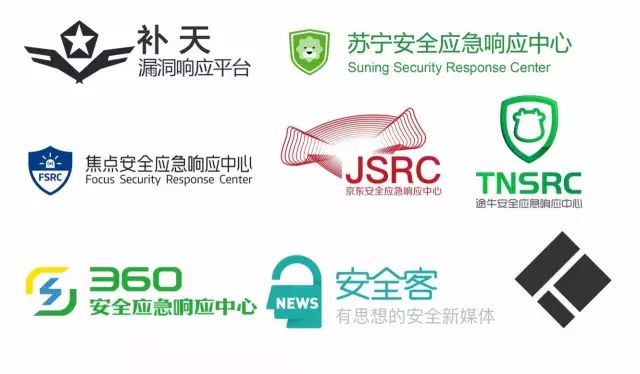 补天
漏洞响应平台
苏宁安全应急响应中心
Suning Security Response Center
FSRC
焦点安全应急响应中心
Focus Security Response Center
JSRC
京东安全应急响应中心
TNSRC
途牛安全应急响应中心
360
安全应急响应中心
NEWS
安全客
有思想的安全新媒体